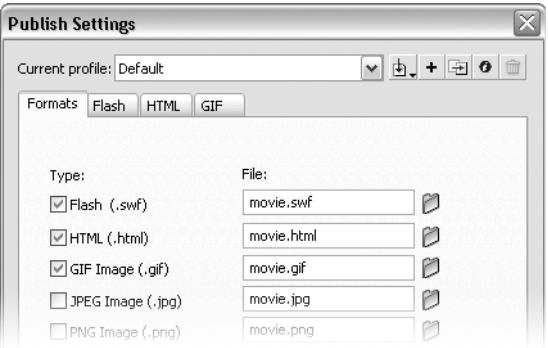 Publish Settings
Current profile: Default
Formats Flash HTML GIF
Type: File:
Flash (.swf) movie.swf
HTML (.html) movie.html
GIF Image (.gif) movie.gif
JPEG Image (.jpg) movie.jpg
PNG Image (.png) movie.png